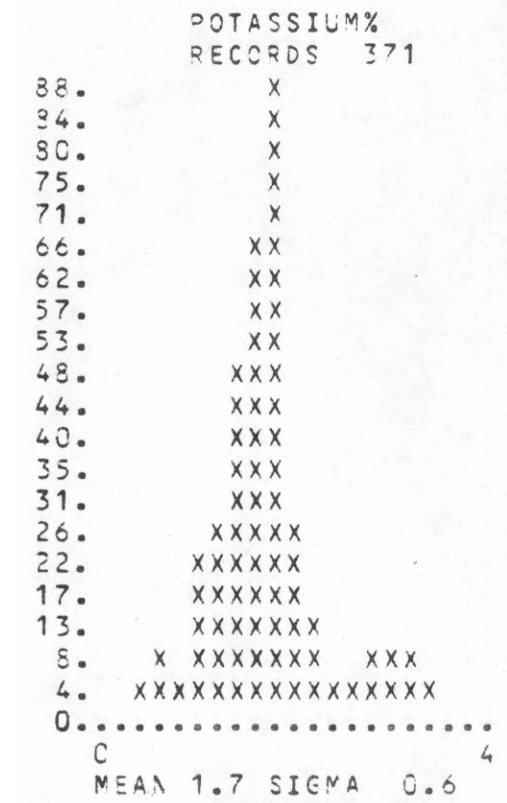 POTASSIUM%
RECORDS 371
88. X
84. X
80. X
75. X
71. X
66. XX
62. XX
57. XX
53. XX
48. XXX
44. XXX
40. XXX
35. XXX
31. XXX
26. XXXXX
22. XXXXXX
17. XXXXXX
13. XXXXXXX
8. X XXXXXXX XXX
4. XXXXXXXXXXXXXXXX
0......................
0 4
MEAN 1.7 SIGMA 0.6